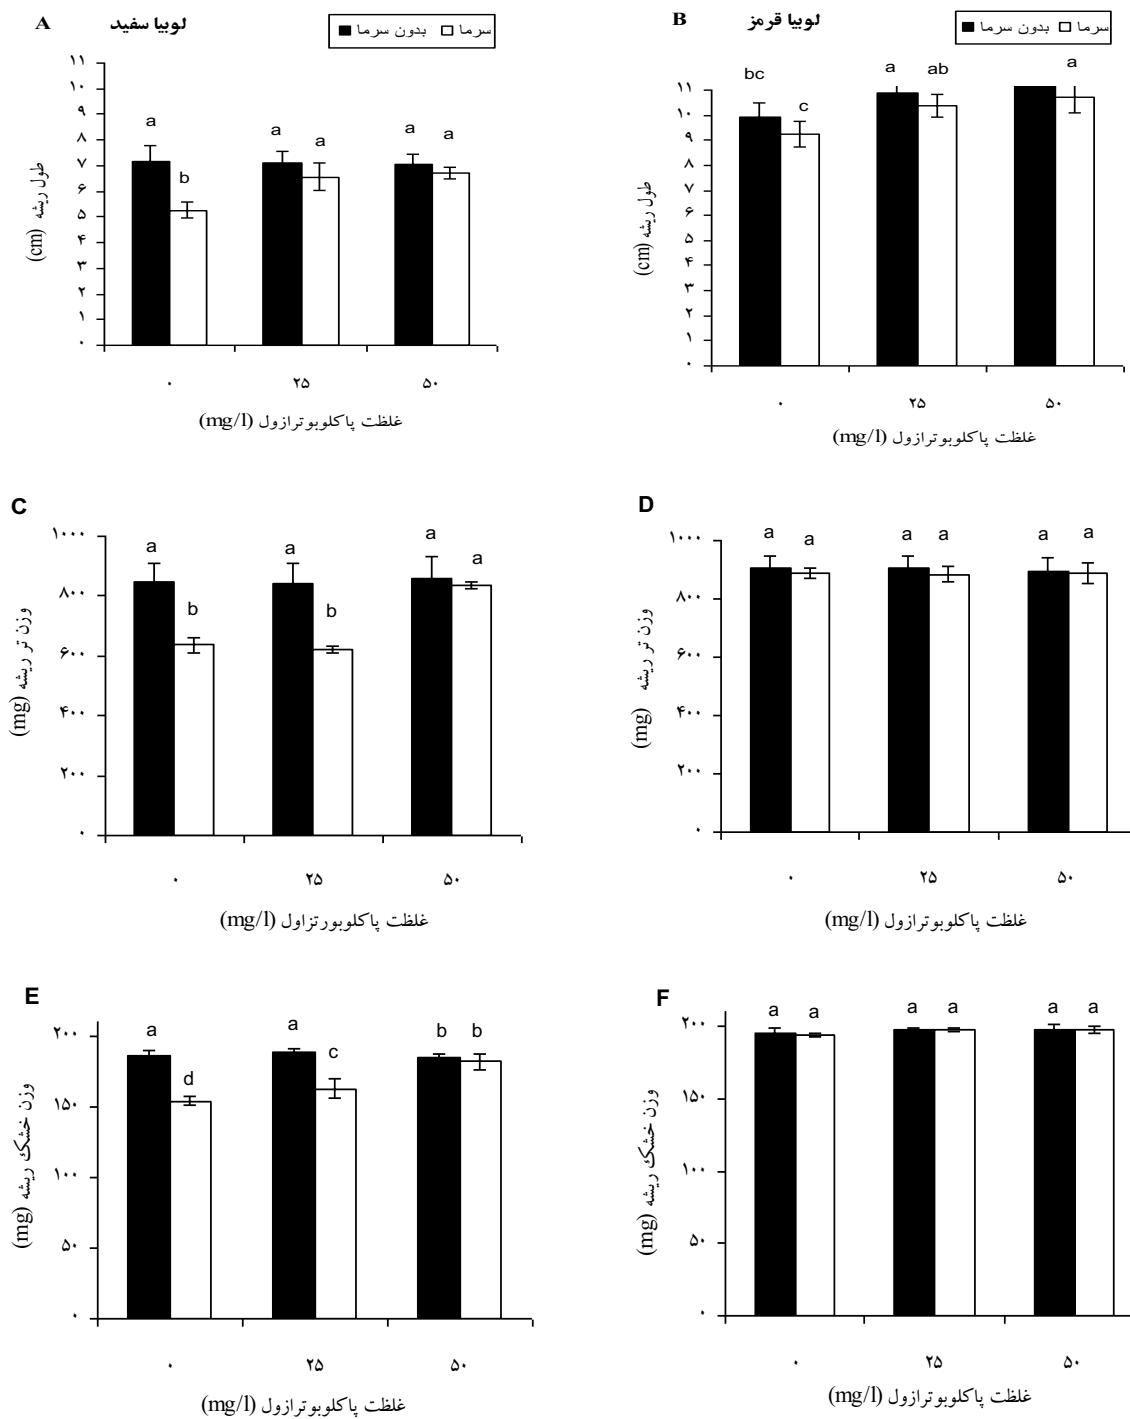 A لوبیا سفید
بدون سرما سرما
۱۱
۱۰
۹
۸
۷
۶
۵
۴
۳
۲
۱
۰
طول ریشه (cm)
a b a a a a
۰ ۲۵ ۵۰
غلظت پاکلوبوترازول (mg/l)
B لوبیا قرمز
بدون سرما سرما
۱۱
۱۰
۹
۸
۷
۶
۵
۴
۳
۲
۱
۰
طول ریشه (cm)
bc c a ab a
۰ ۲۵ ۵۰
غلظت پاکلوبوترازول (mg/l)
C
۱۰۰۰
۸۰۰
۶۰۰
۴۰۰
۲۰۰
۰
وزن تر ریشه (mg)
a b a b a a
۰ ۲۵ ۵۰
غلظت پاکلوبورتزاول (mg/l)
D
۱۰۰۰
۸۰۰
۶۰۰
۴۰۰
۲۰۰
۰
وزن تر ریشه (mg)
a a a a a a
۰ ۲۵ ۵۰
غلظت پاکلوبوترازول (mg/l)
E
۲۰۰
۱۵۰
۱۰۰
۵۰
۰
وزن خشک ریشه (mg)
a d a c b b
۰ ۲۵ ۵۰
غلظت پاکلوبوترازول (mg/l)
F
۲۰۰
۱۵۰
۱۰۰
۵۰
۰
وزن خشک ریشه (mg)
a a a a a a
۰ ۲۵ ۵۰
غلظت پاکلوبوترازول (mg/l)